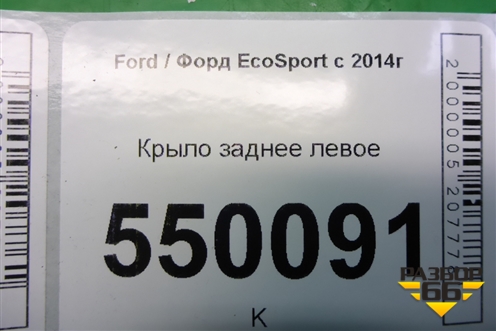 Ford / Форд EcoSport с 2014г
Крыло заднее левое
550091
К
РАЗБОР
66